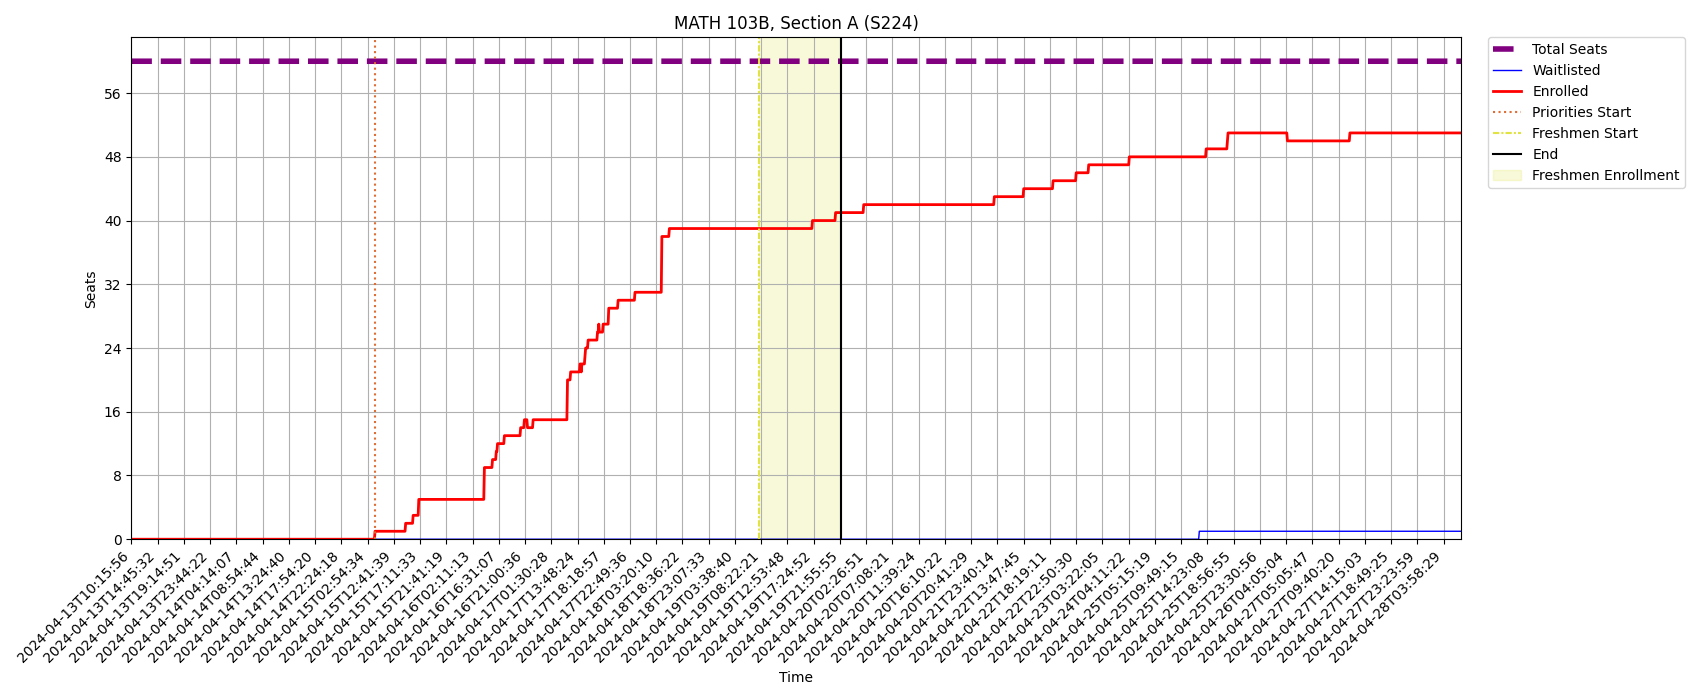 MATH 103B, Section A (S224)
Total Seats
Waitlisted
Enrolled
Priorities Start
Freshmen Start
End
Freshmen Enrollment
Seats
56
48
40
32
24
16
8
0
2024-04-13T10:15:56
2024-04-13T14:45:32
2024-04-13T19:14:51
2024-04-13T23:44:22
2024-04-14T04:14:07
2024-04-14T08:54:44
2024-04-14T13:24:40
2024-04-14T17:54:20
2024-04-14T22:24:18
2024-04-15T02:54:34
2024-04-15T12:41:39
2024-04-15T17:11:33
2024-04-15T21:41:19
2024-04-16T02:11:13
2024-04-16T16:31:07
2024-04-16T21:00:36
2024-04-17T01:30:28
2024-04-17T13:48:24
2024-04-17T18:18:57
2024-04-17T22:49:36
2024-04-18T03:20:16
2024-04-18T18:36:22
2024-04-18T23:07:33
2024-04-19T03:38:40
2024-04-19T08:22:21
2024-04-19T12:53:48
2024-04-19T17:24:52
2024-04-19T21:55:55
2024-04-20T02:26:51
2024-04-20T07:08:21
2024-04-20T11:39:24
2024-04-20T16:10:22
2024-04-20T20:41:29
2024-04-21T23:40:14
2024-04-22T13:47:45
2024-04-22T18:19:11
2024-04-22T22:50:30
2024-04-23T03:22:05
2024-04-24T04:11:22
2024-04-25T05:15:19
2024-04-25T09:49:15
2024-04-25T14:23:08
2024-04-25T18:56:55
2024-04-25T23:30:56
2024-04-26T04:05:04
2024-04-27T05:05:47
2024-04-27T09:40:20
2024-04-27T14:15:03
2024-04-27T18:49:25
2024-04-27T23:23:59
2024-04-28T03:58:29
Time